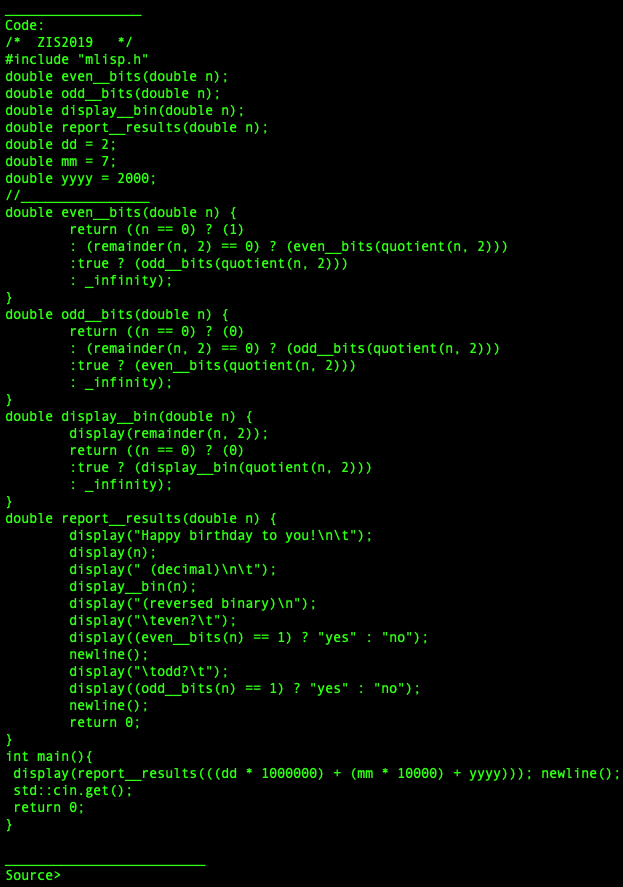 _________________
Code:
/*  ZIS2019   */
#include "mlisp.h"
double even__bits(double n);
double odd__bits(double n);
double display__bin(double n);
double report__results(double n);
double dd = 2;
double mm = 7;
double yyyy = 2000;
//________________
double even__bits(double n) {
        return ((n == 0) ? (1)
        : (remainder(n, 2) == 0) ? (even__bits(quotient(n, 2)))
        :true ? (odd__bits(quotient(n, 2)))
        : _infinity);
}
double odd__bits(double n) {
        return ((n == 0) ? (0)
        : (remainder(n, 2) == 0) ? (odd__bits(quotient(n, 2)))
        :true ? (even__bits(quotient(n, 2)))
        : _infinity);
}
double display__bin(double n) {
        display(remainder(n, 2));
        return ((n == 0) ? (0)
        :true ? (display__bin(quotient(n, 2)))
        : _infinity);
}
double report__results(double n) {
        display("Happy birthday to you!\n\t");
        display(n);
        display(" (decimal)\n\t");
        display__bin(n);
        display("(reversed binary)\n");
        display("\teven?\t");
        display((even__bits(n) == 1) ? "yes" : "no");
        newline();
        display("\todd?\t");
        display((odd__bits(n) == 1) ? "yes" : "no");
        newline();
        return 0;
}
int main(){
 display(report__results(((dd * 1000000) + (mm * 10000) + yyyy))); newline();
 std::cin.get();
 return 0;
}
_________________________
Source>